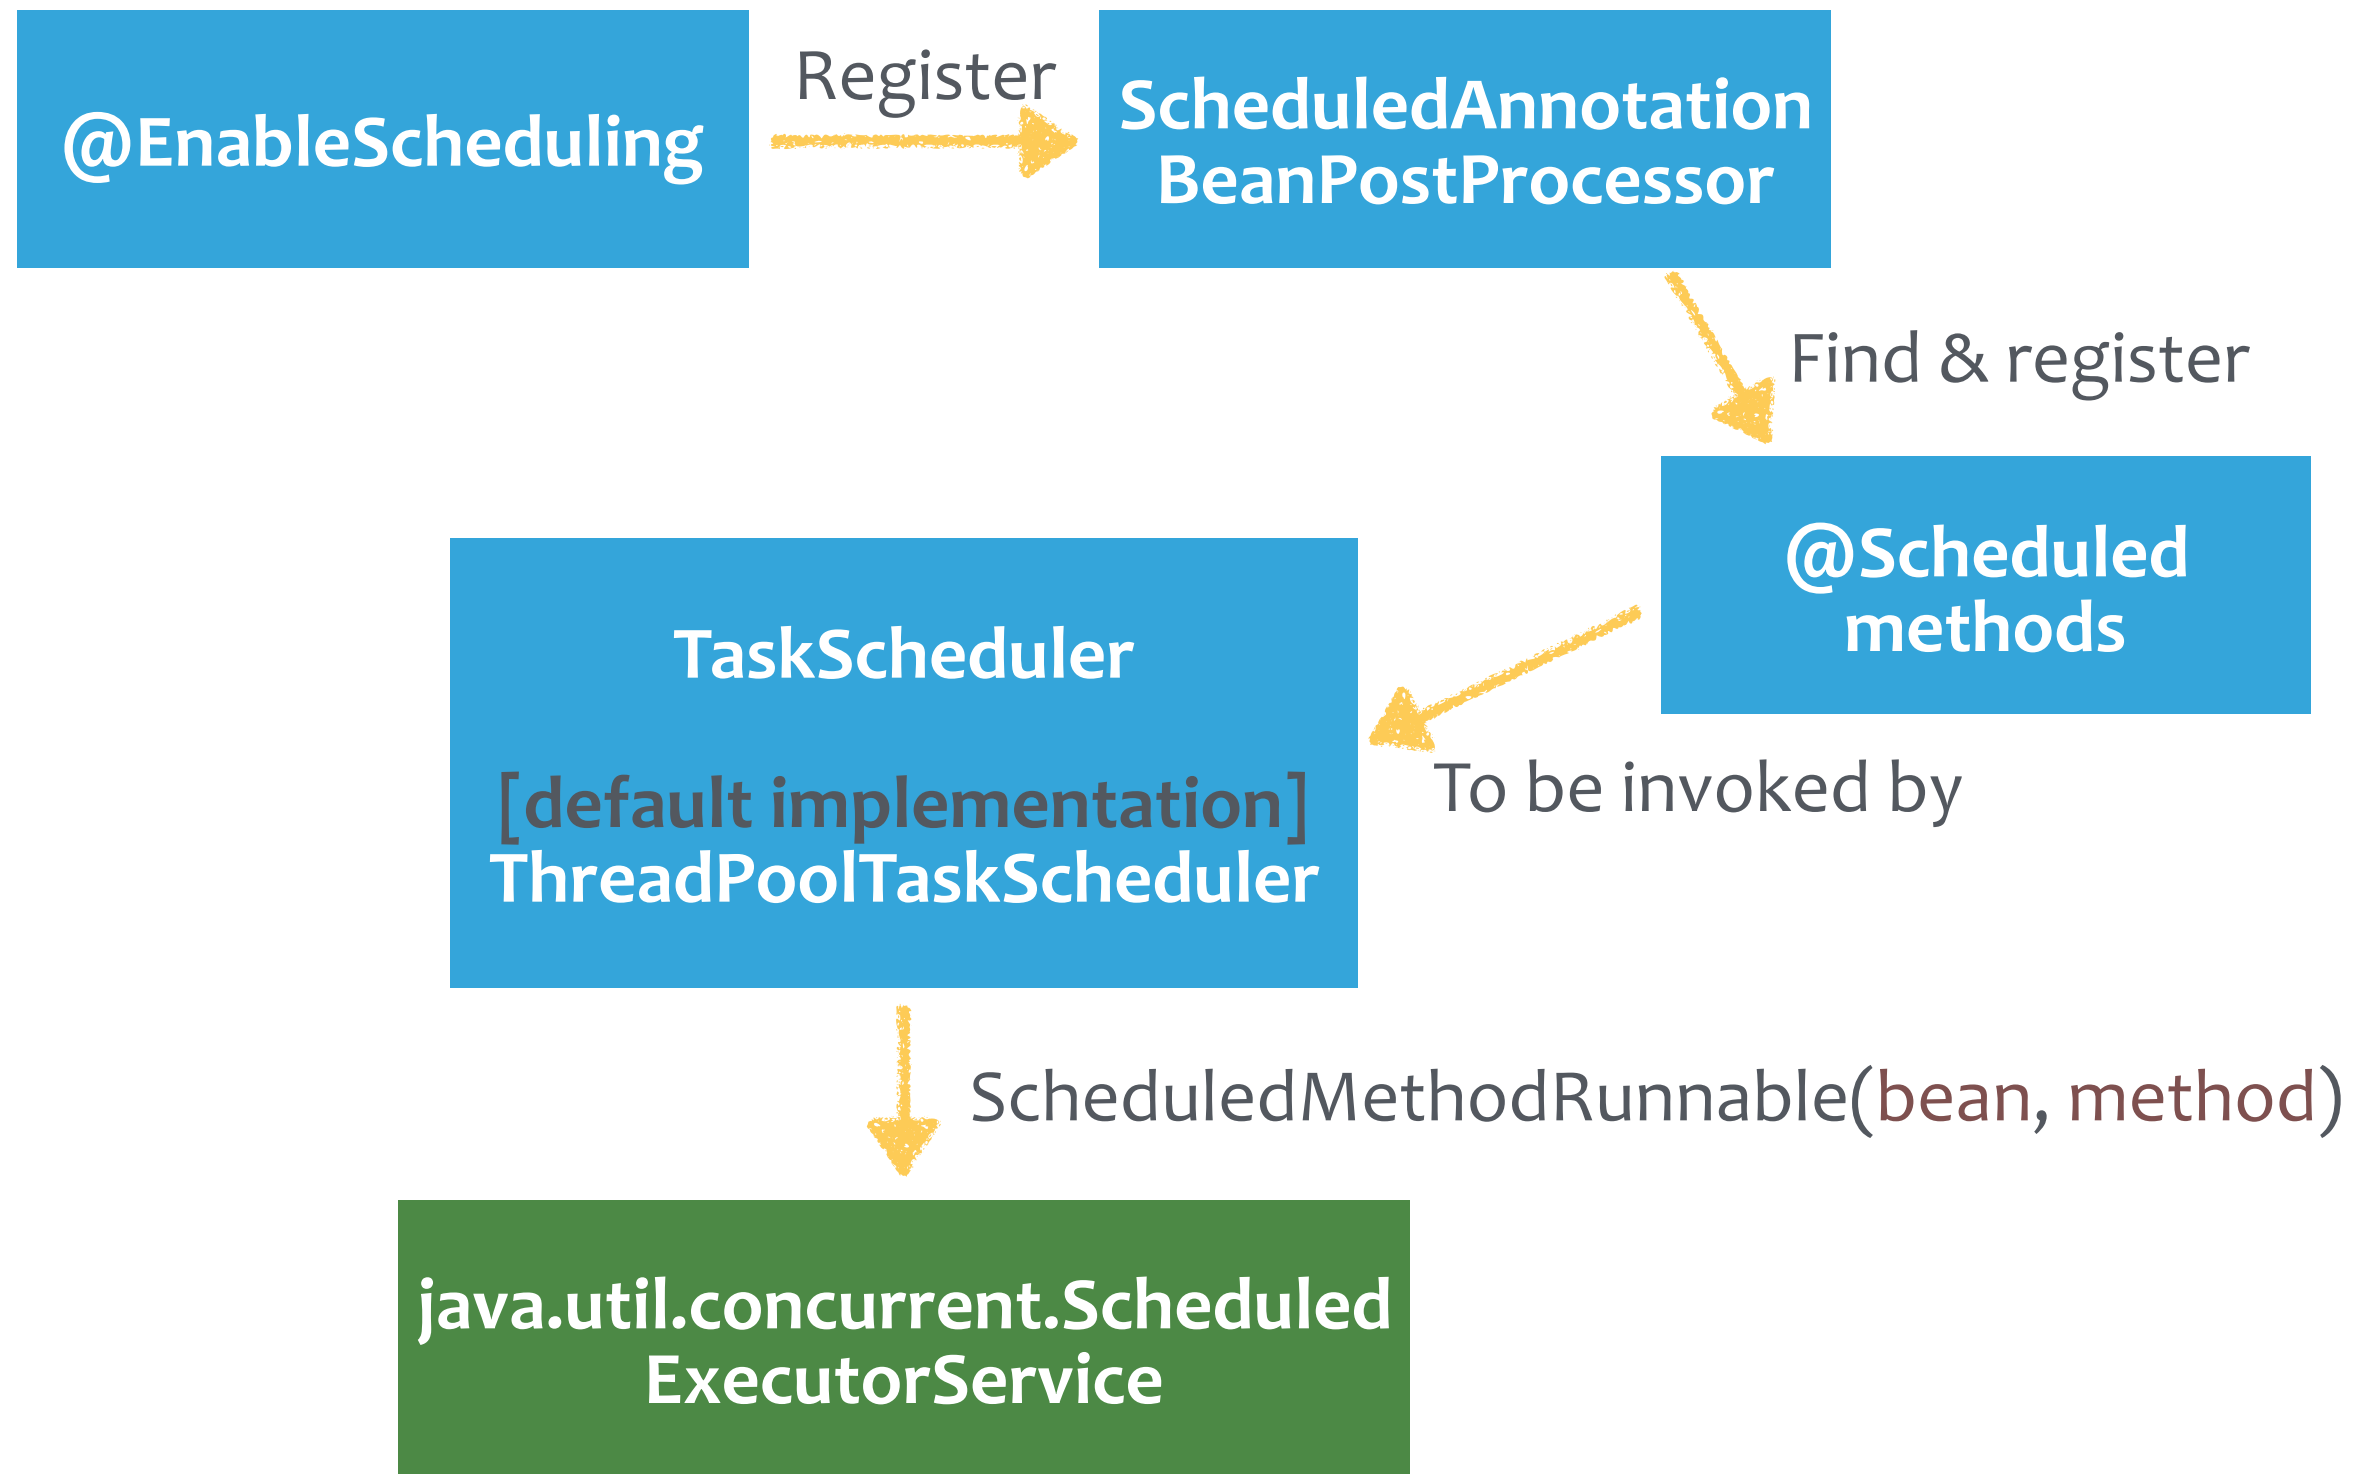 @EnableScheduling
Register
ScheduledAnnotation
BeanPostProcessor
Find & register
@Scheduled
methods
To be invoked by
TaskScheduler
[default implementation]
ThreadPoolTaskScheduler
ScheduledMethodRunnable(bean, method)
java.util.concurrent.Scheduled
ExecutorService